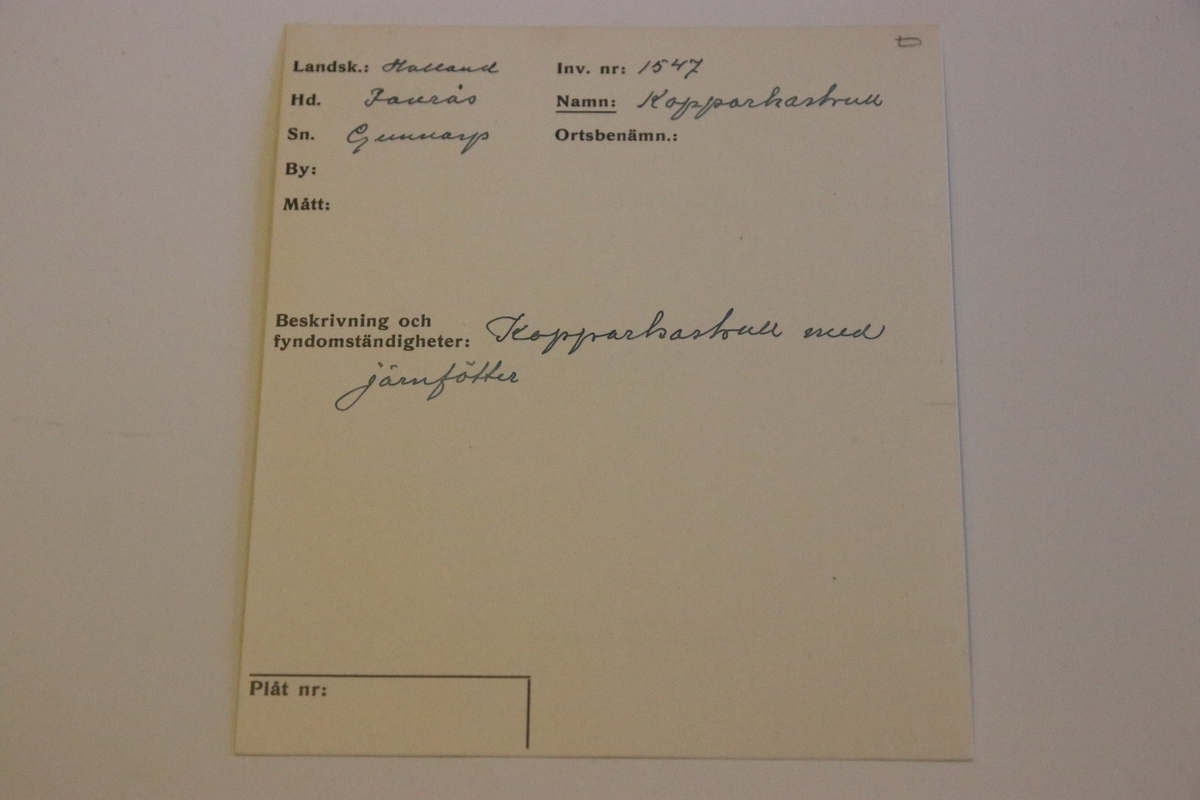 Landsk.: Halland
Inv. nr: 1547
Hd. Faurås
Namn: Kopparkastrull
Sn. Gunnarp
Ortsbenämn.:
By:
Mått:
Beskrivning och
fyndomständigheter: Kopparkastrull med
järnfötter
Plåt nr: